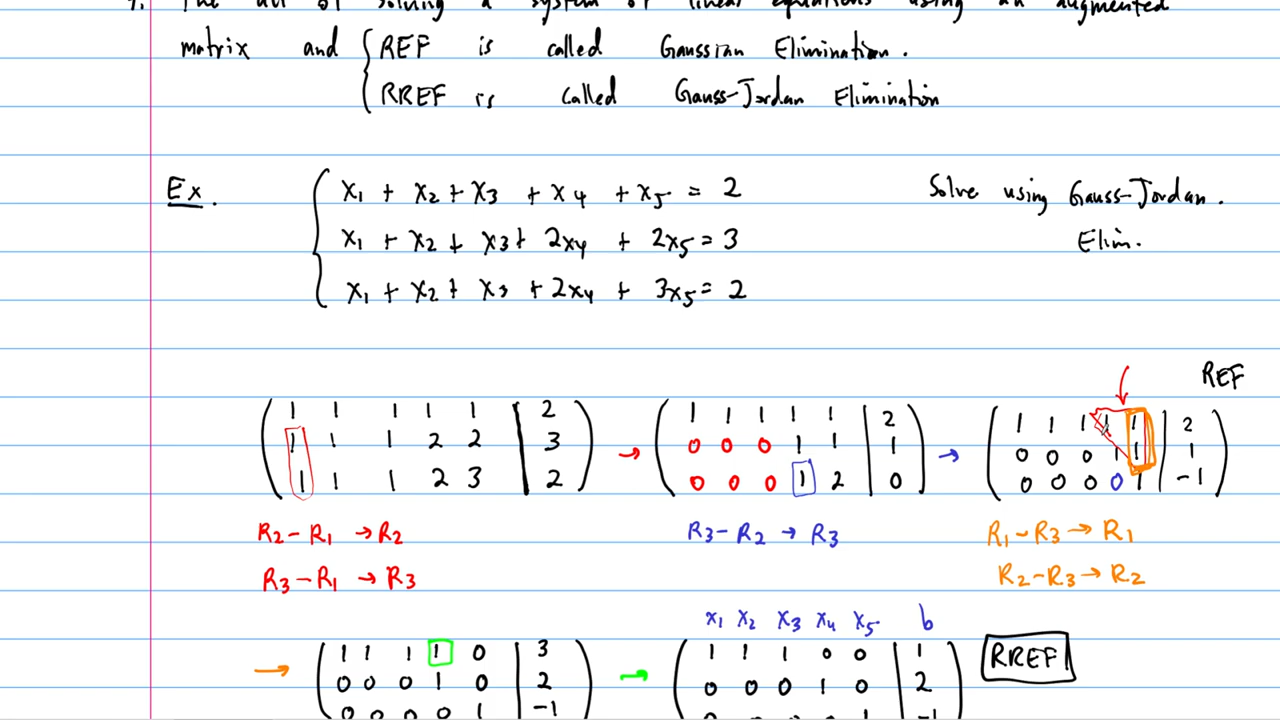 matrix and { REF is called Gaussian Elimination.
RREF is called Gauss-Jordan Elimination
Ex. { x₁ + x₂ + x₃ + x₄ + x₅ = 2 Solve using Gauss-Jordan.
x₁ + x₂ + x₃ + 2x₄ + 2x₅ = 3 Elim.
x₁ + x₂ + x₃ + 2x₄ + 3x₅ = 2
REF
( 1 1 1 1 1 | 2 ) → ( 1 1 1 1 1 | 2 ) → ( 1 1 1 1 1 | 2 )
( 1 1 1 2 2 | 3 ) ( 0 0 0 1 1 | 1 ) ( 0 0 0 1 1 | 1 )
( 1 1 1 2 3 | 2 ) ( 0 0 0 1 2 | 0 ) ( 0 0 0 0 1 | -1 )
R₂ - R₁ → R₂ R₃ - R₂ → R₃ R₁ - R₃ → R₁
R₃ - R₁ → R₃ R₂ - R₃ → R₂
x₁ x₂ x₃ x₄ x₅ b
→ ( 1 1 1 1 0 | 3 ) → ( 1 1 1 0 0 | 1 ) RREF
( 0 0 0 1 0 | 2 ) ( 0 0 0 1 0 | 2 )
( 0 0 0 0 1 | -1 ) -1